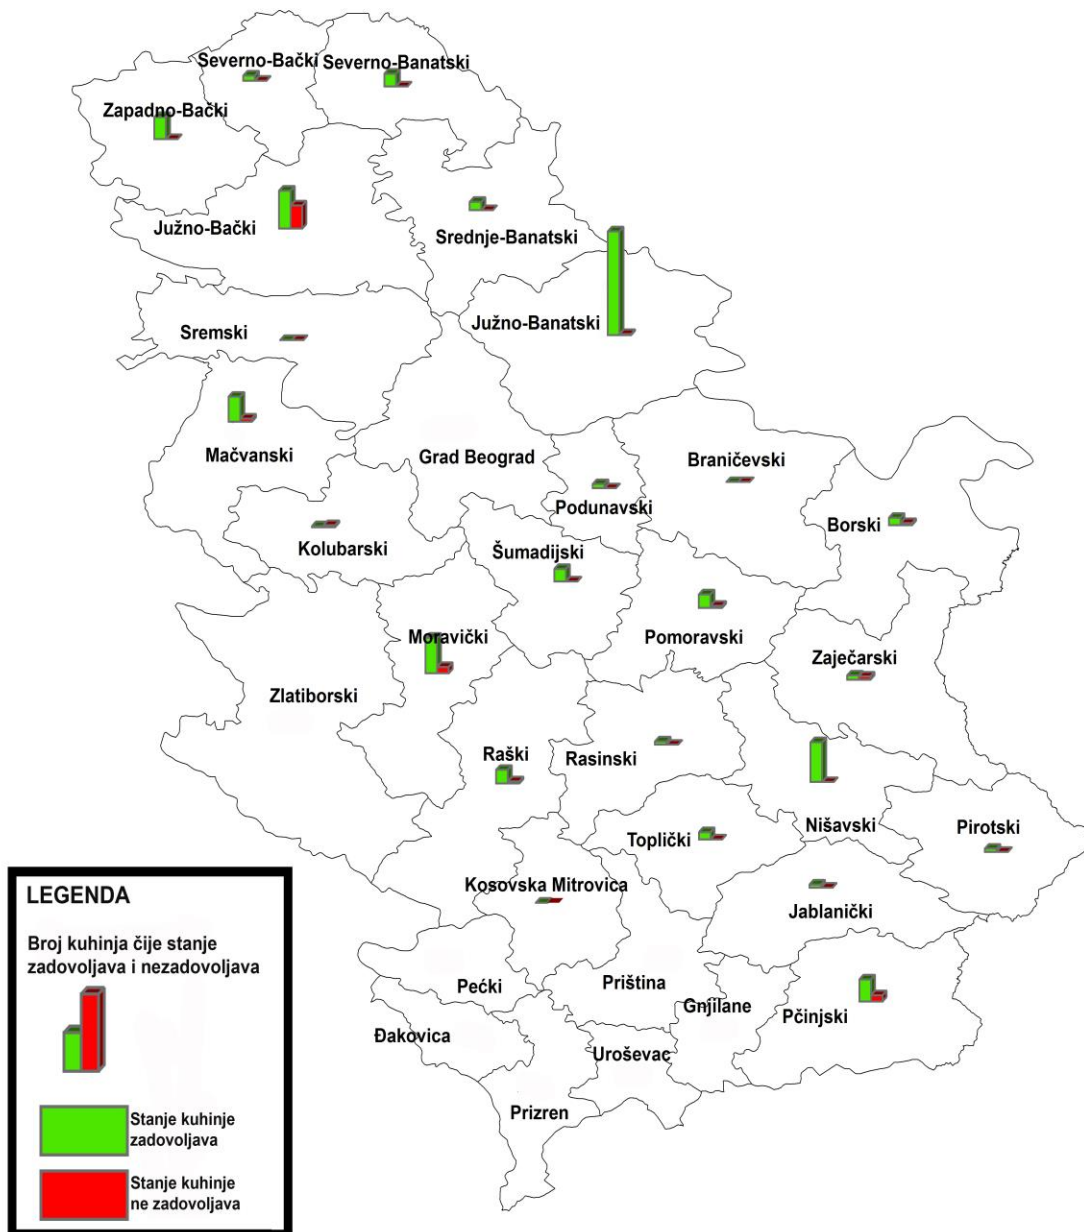 Severno-Bački
Severno-Banatski
Zapadno-Bački
Južno-Bački
Srednje-Banatski
Južno-Banatski
Sremski
Mačvanski
Grad Beograd
Braničevski
Podunavski
Borski
Kolubarski
Šumadijski
Moravički
Pomoravski
Zaječarski
Zlatiborski
Raški
Rasinski
Nišavski
Pirotski
Toplički
Kosovska Mitrovica
Jablanički
Pećki
Priština
Gnjilane
Pčinjski
Đakovica
Uroševac
Prizren
LEGENDA
Broj kuhinja čije stanje
zadovoljava i nezadovoljava
Stanje kuhinje
zadovoljava
Stanje kuhinje
ne zadovoljava